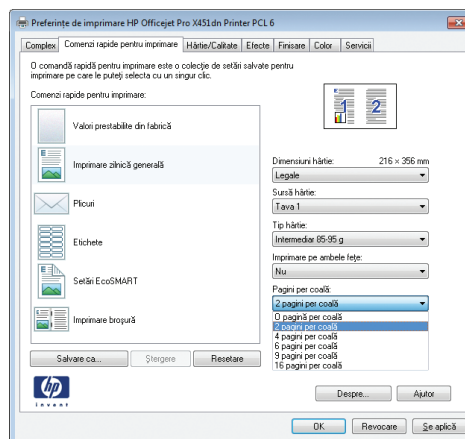 Preferințe de imprimare HP Officejet Pro X451dn Printer PCL 6
Complex
Comenzi rapide pentru imprimare
Hârtie/Calitate
Efecte
Finisare
Color
Servicii
O comandă rapidă pentru imprimare este o colecție de setări salvate pentru
imprimare pe care le puteți selecta cu un singur clic.
Comenzi rapide pentru imprimare:
Valori prestabilite din fabrică
Imprimare zilnică generală
Plicuri
Etichete
Setări EcoSMART
Imprimare broșură
Salvare ca...
Ștergere
Resetare
1 2
Dimensiuni hârtie: 216 × 356 mm
Legale
Sursă hârtie:
Tava 1
Tip hârtie:
Intermediar 85-95 g
Imprimare pe ambele fețe:
Nu
Pagini per coală:
2 pagini per coală
O pagină per coală
2 pagini per coală
4 pagini per coală
6 pagini per coală
9 pagini per coală
16 pagini per coală
hp
invent
Despre...
Ajutor
OK
Revocare
Se aplică